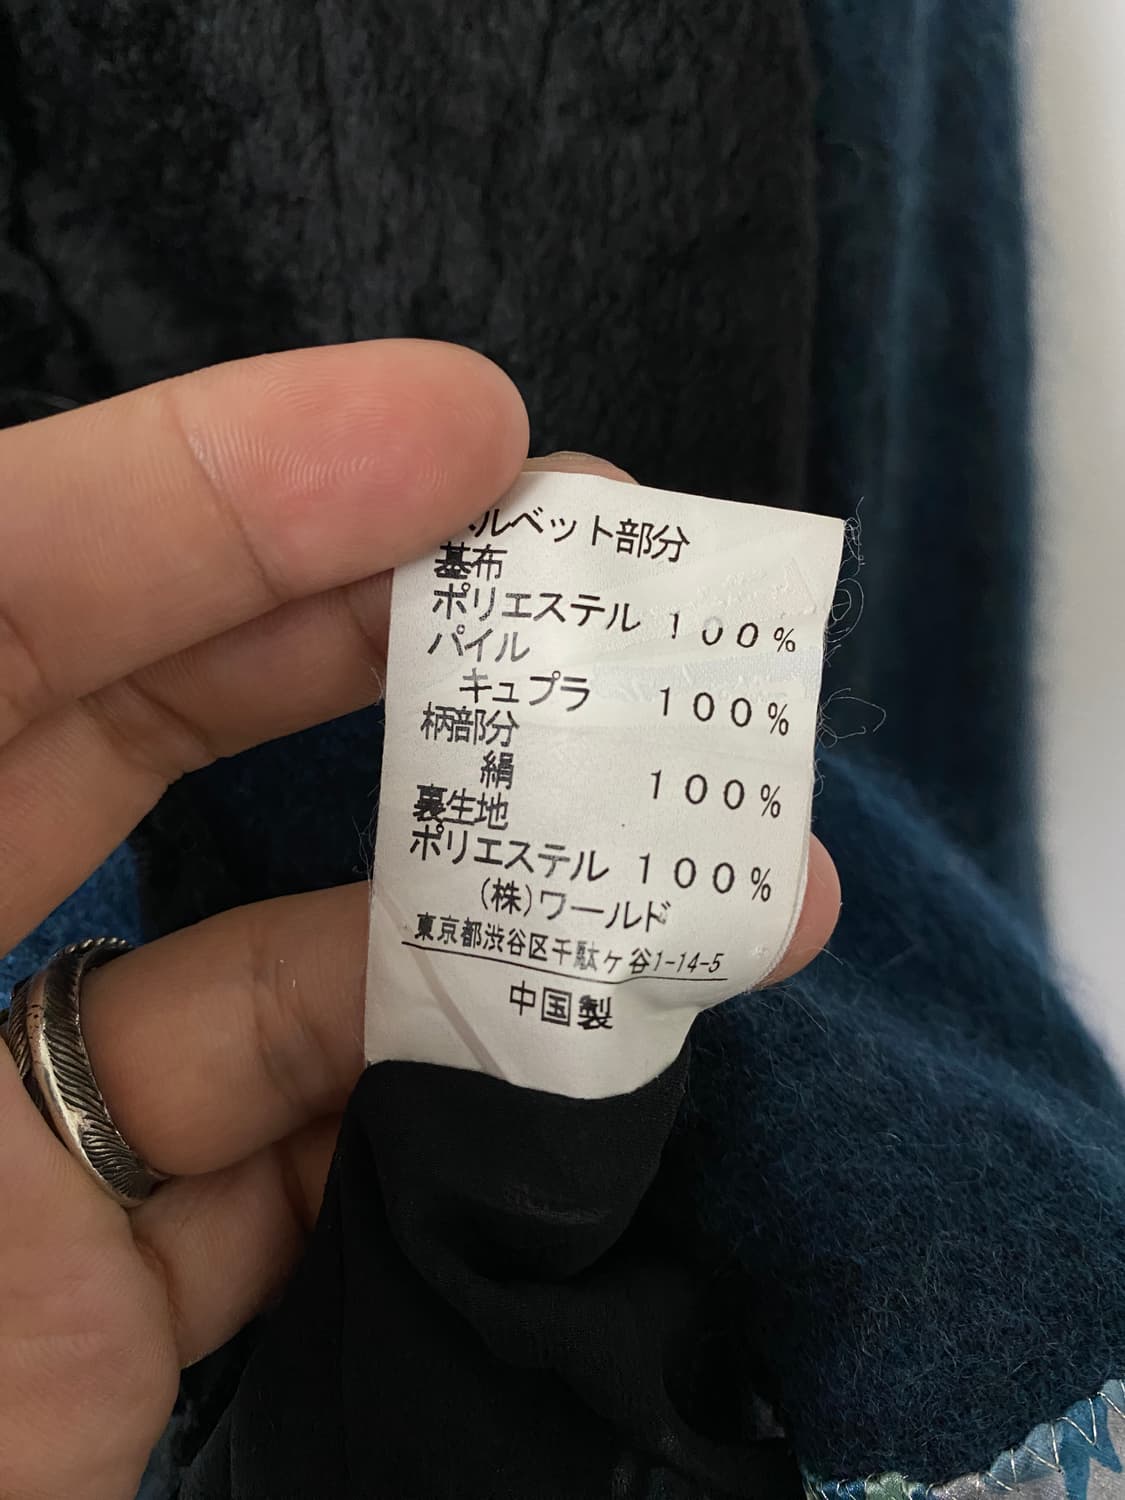 ルベット部分
基布
ポリエステル 100%
パイル
キュプラ 100%
柄部分
絹 100%
裏生地
ポリエステル 100%
(株)ワールド
東京都渋谷区千駄ヶ谷1-14-5
中国製